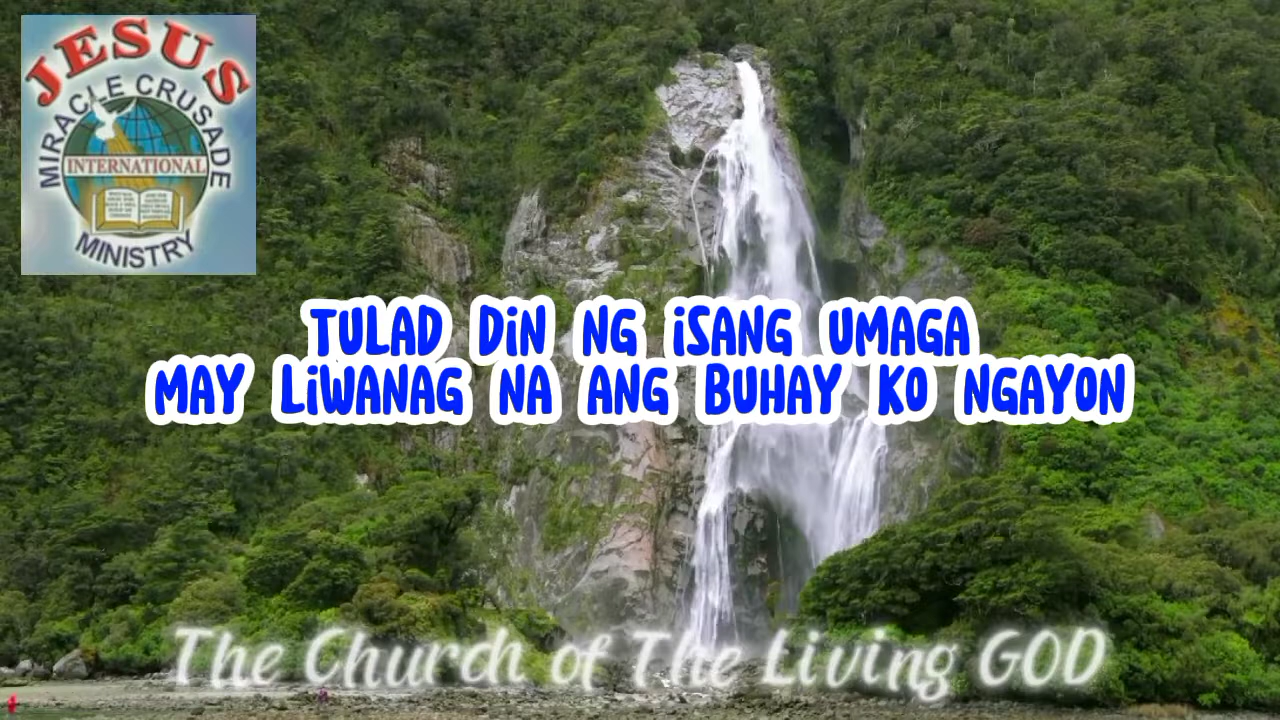 JESUS
MIRACLE CRUSADE
INTERNATIONAL
MINISTRY
TULAD DiN NG iSANG UMAGA
MAY LiWANAG NA ANG BUHAY KO NGAYON
The Church of The Living GOD